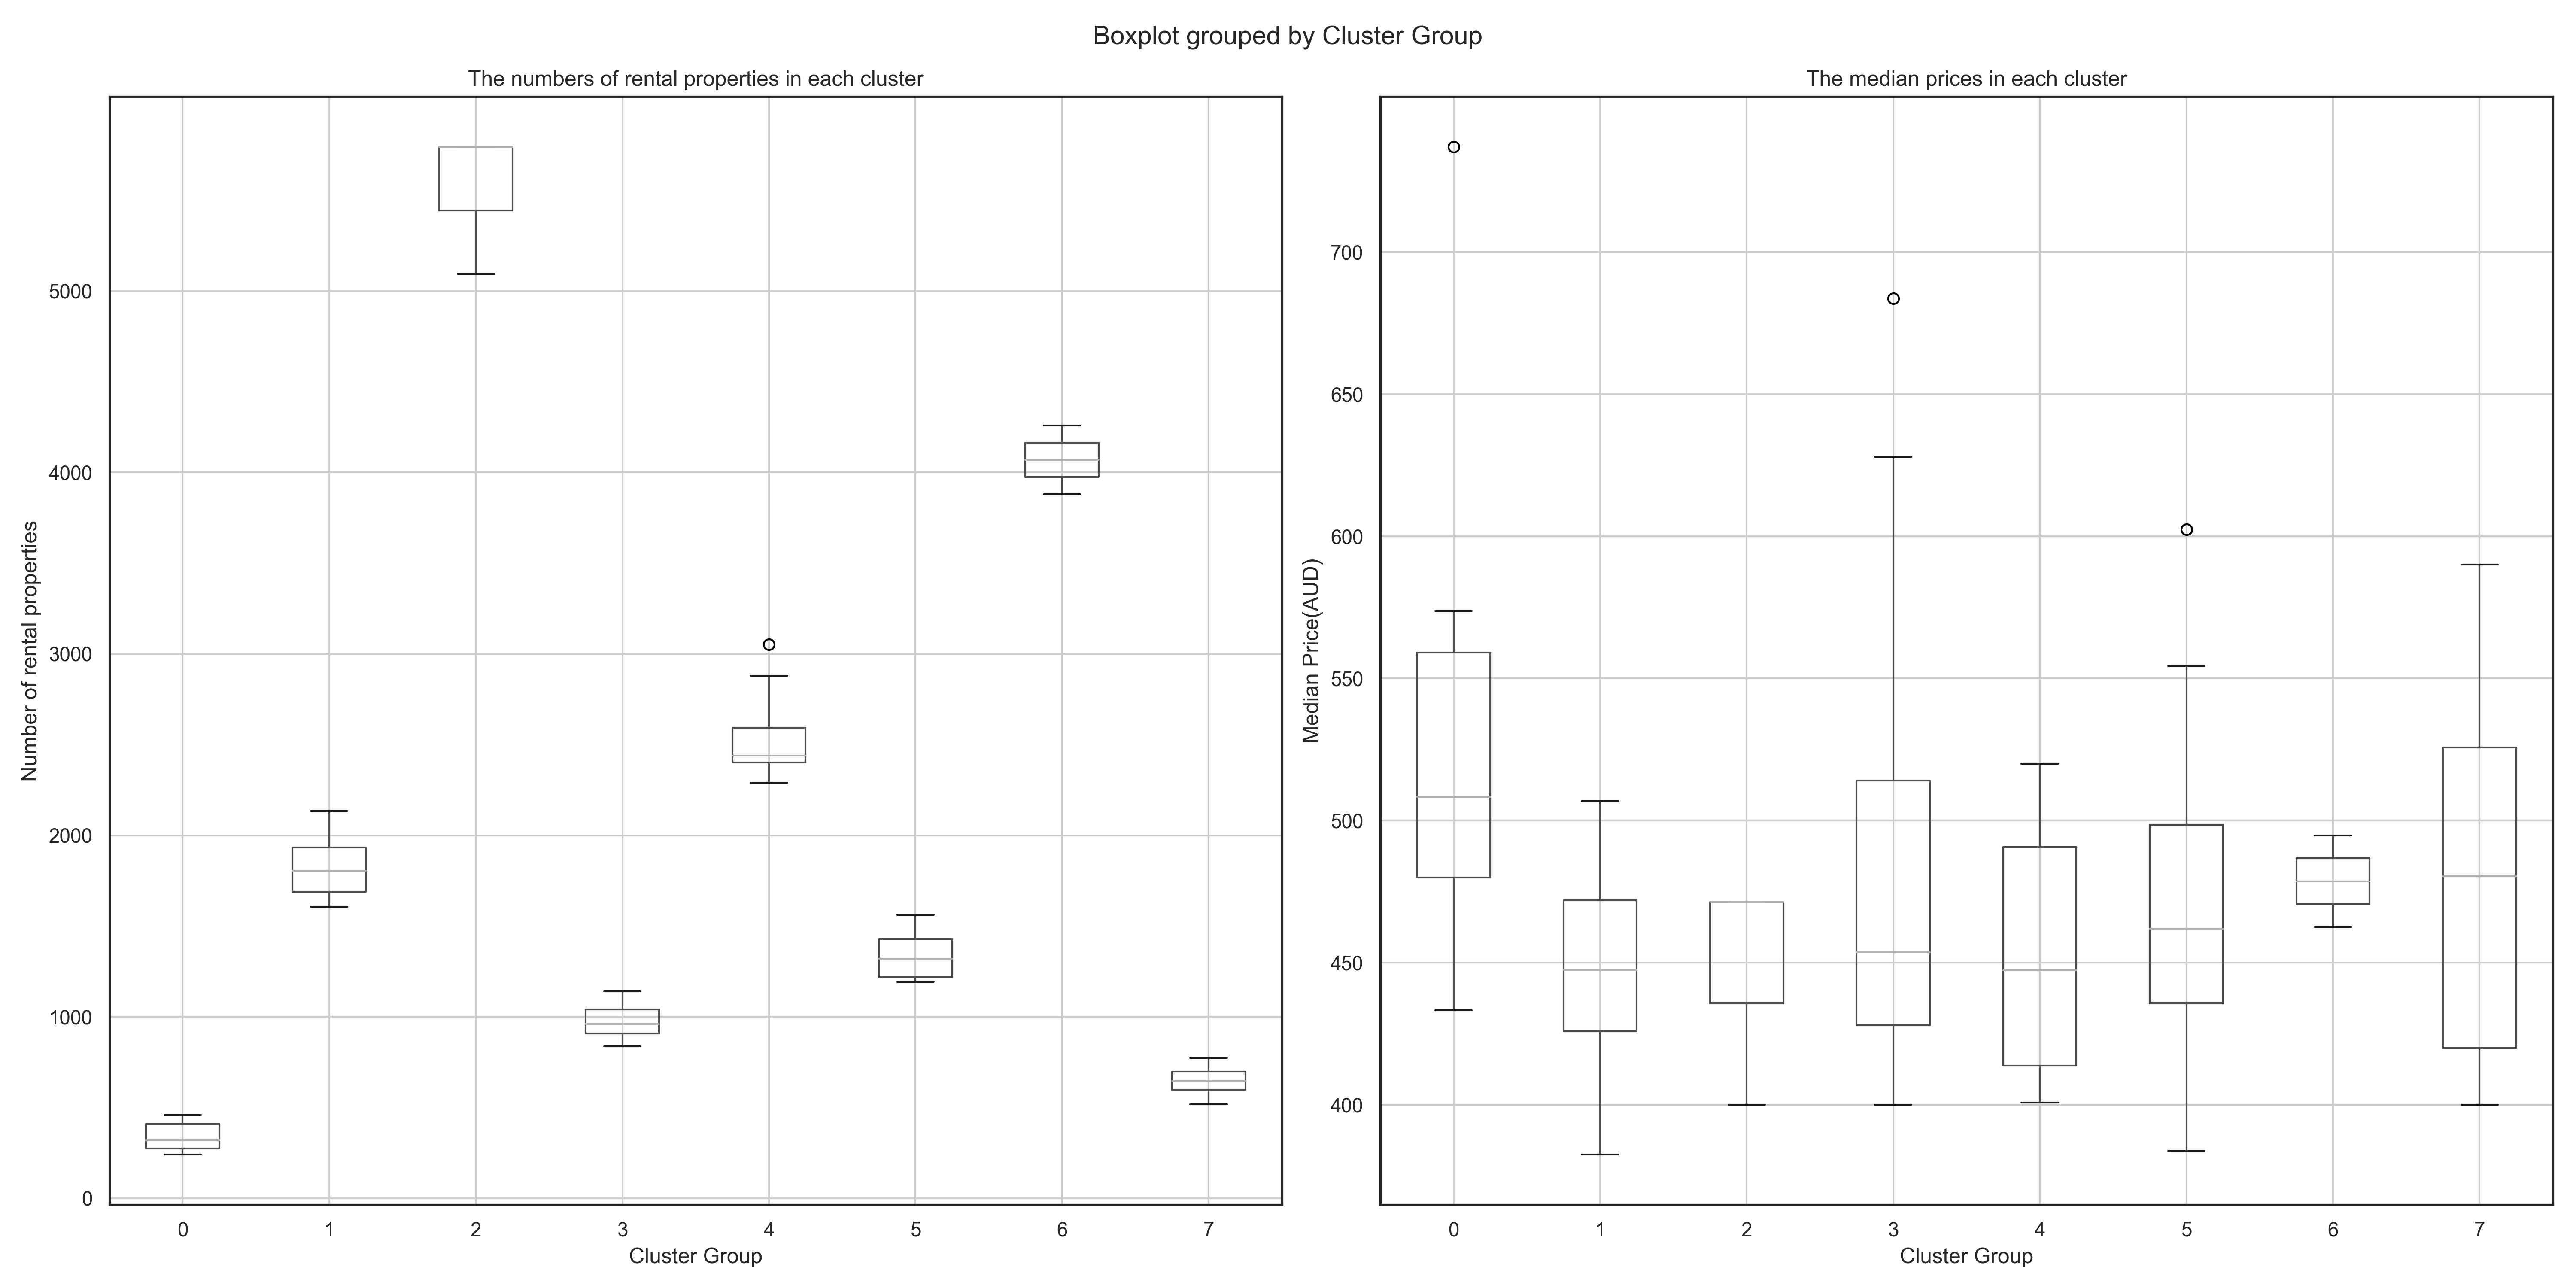 Boxplot grouped by Cluster Group
The numbers of rental properties in each cluster
Number of rental properties
5000
4000
3000
2000
1000
0
0 1 2 3 4 5 6 7
Cluster Group
The median prices in each cluster
Median Price(AUD)
700
650
600
550
500
450
400
0 1 2 3 4 5 6 7
Cluster Group